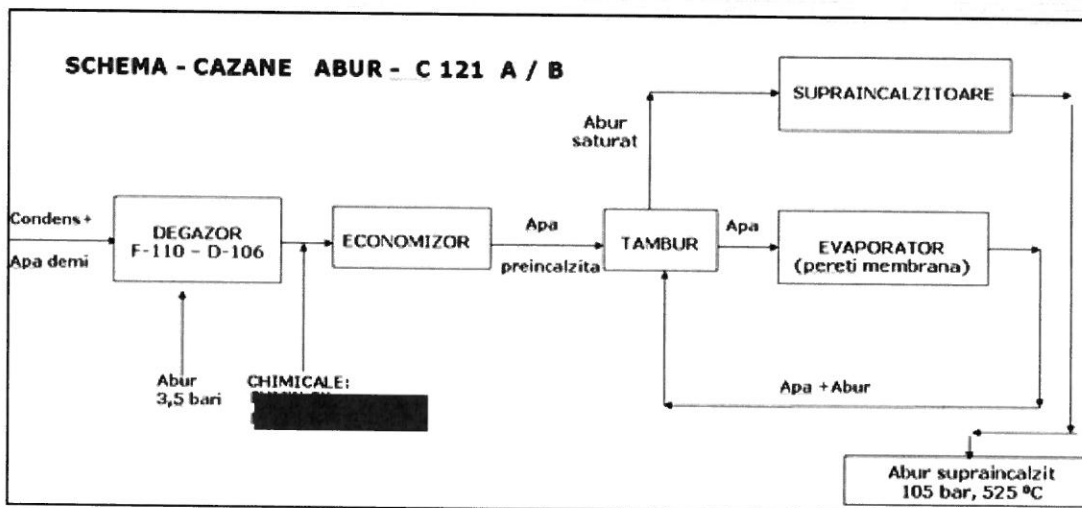 SCHEMA - CAZANE ABUR - C 121 A / B
SUPRAINCALZITOARE
Abur
saturat
Condens+
Apa demi
DEGAZOR
F-110 - D-106
ECONOMIZOR
Apa
preincalzita
TAMBUR
Apa
EVAPORATOR
(pereti membrana)
Abur
3,5 bari
CHIMICALE:
Apa +Abur
Abur supraincalzit
105 bar, 525 ºC